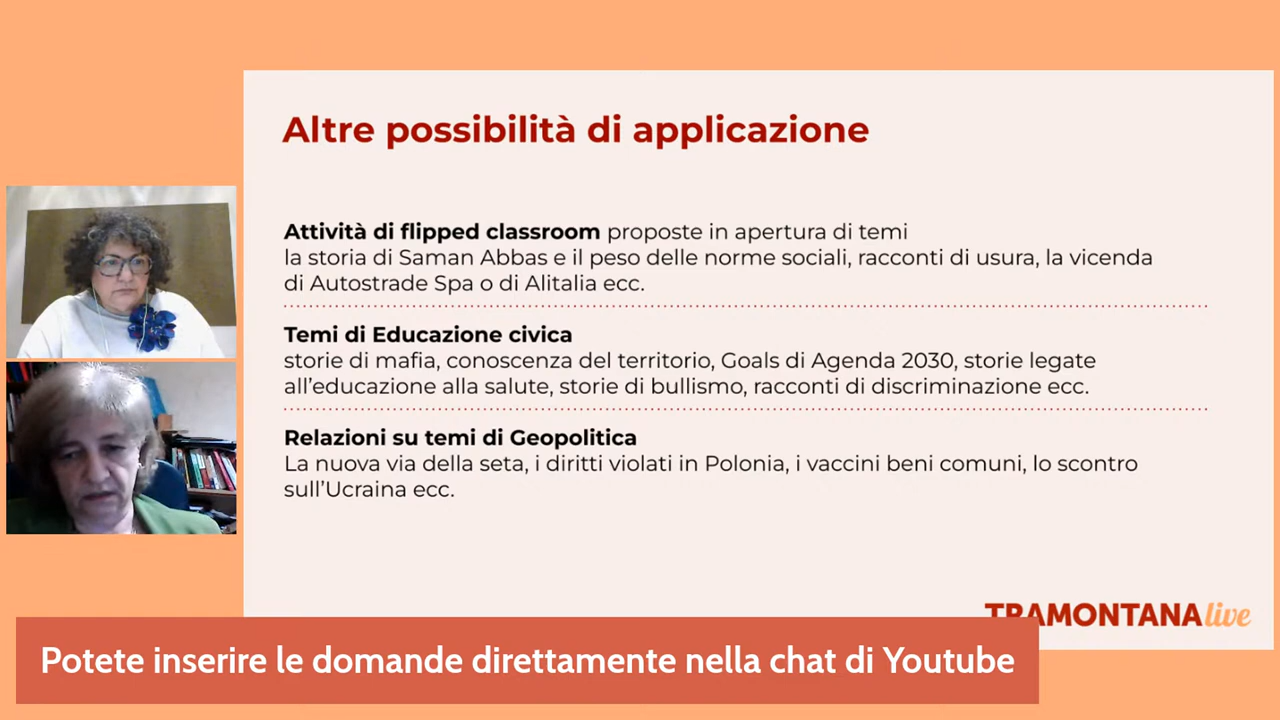 Altre possibilità di applicazione
Attività di flipped classroom proposte in apertura di temi
la storia di Saman Abbas e il peso delle norme sociali, racconti di usura, la vicenda
di Autostrade Spa o di Alitalia ecc.
Temi di Educazione civica
storie di mafia, conoscenza del territorio, Goals di Agenda 2030, storie legate
all'educazione alla salute, storie di bullismo, racconti di discriminazione ecc.
Relazioni su temi di Geopolitica
La nuova via della seta, i diritti violati in Polonia, i vaccini beni comuni, lo scontro
sull'Ucraina ecc.
TRAMONTANA live
Potete inserire le domande direttamente nella chat di Youtube